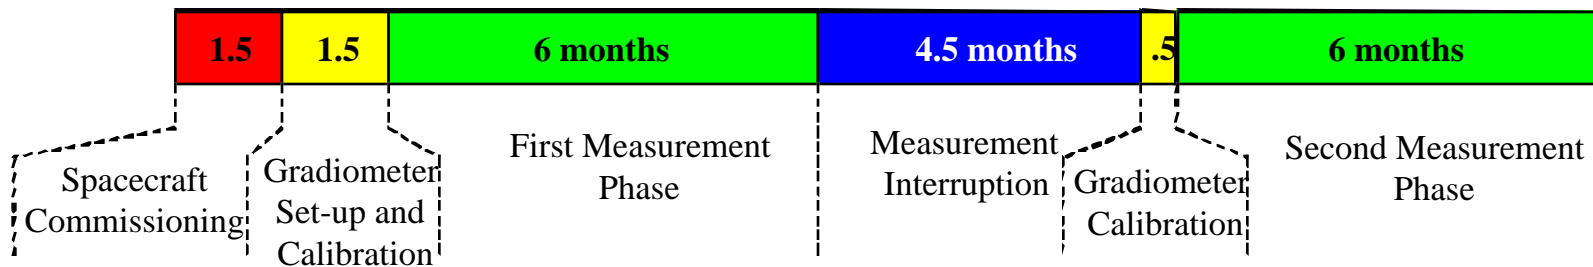 1.5 1.5 6 months 4.5 months .5 6 months
Spacecraft
Commissioning
Gradiometer
Set-up and
Calibration
First Measurement
Phase
Measurement
Interruption
Gradiometer
Calibration
Second Measurement
Phase